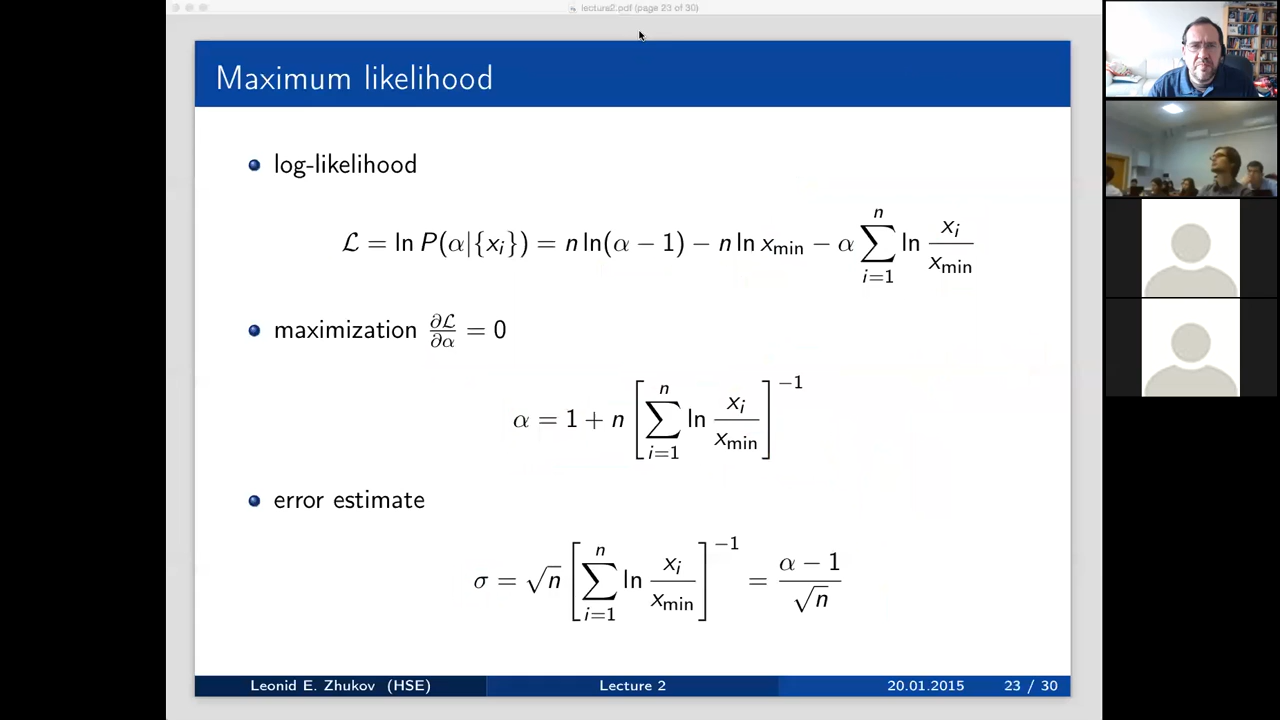 lecture2.pdf (page 23 of 30)
Maximum likelihood
log-likelihood
ℒ = ln P(α|{xᵢ}) = n ln(α − 1) − n ln x_min − α ∑_{i=1}^{n} ln xᵢ/x_min
maximization ∂ℒ/∂α = 0
α = 1 + n [∑_{i=1}^{n} ln xᵢ/x_min]^{−1}
error estimate
σ = √n [∑_{i=1}^{n} ln xᵢ/x_min]^{−1} = (α − 1)/√n
Leonid E. Zhukov (HSE) Lecture 2 20.01.2015 23 / 30